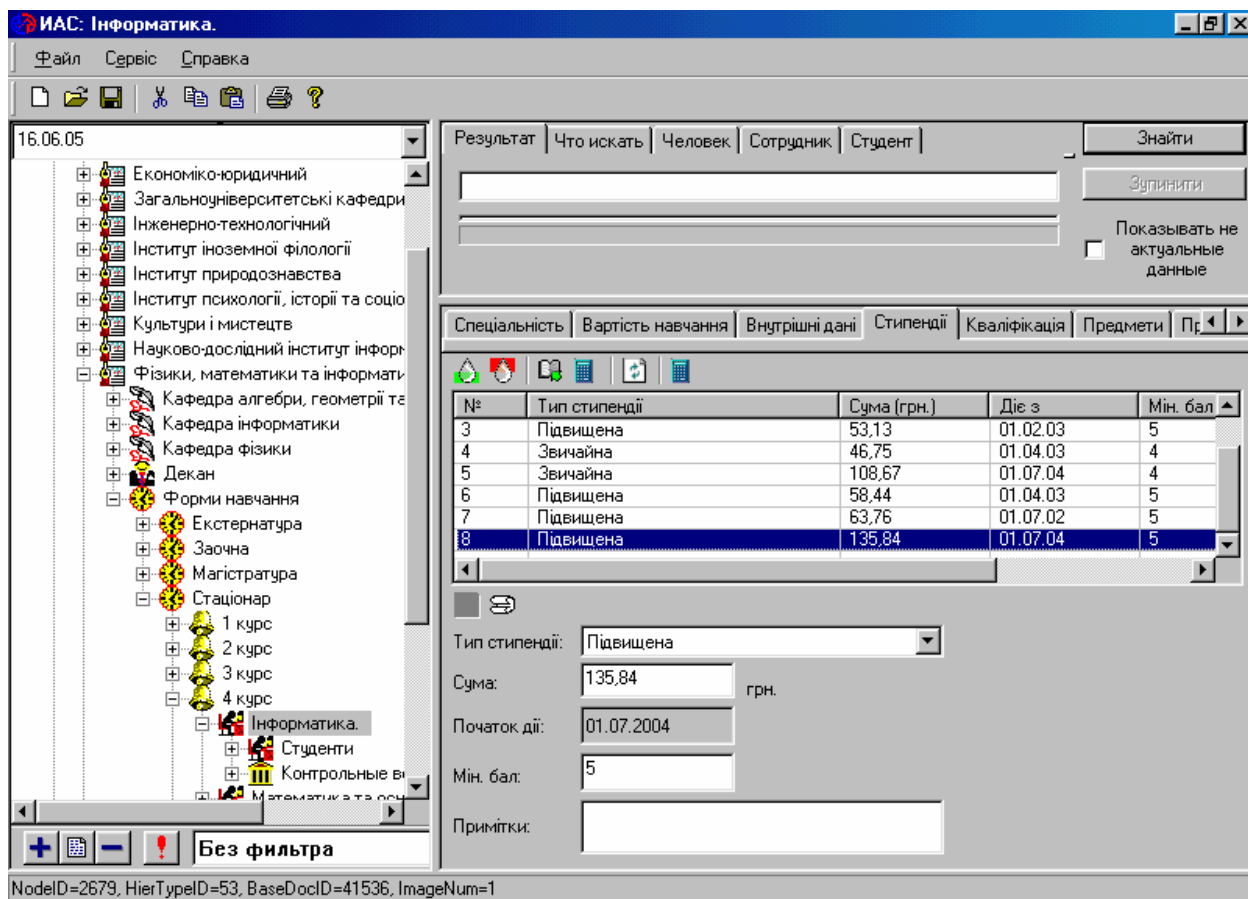 ИАС: Інформатика.
Файл Сервіс Справка
16.06.05
Економіко-юридичний
Загальноуніверситетські кафедри
Інженерно-технологічний
Інститут іноземної філології
Інститут природознавства
Інститут психології, історії та соціо
Культури і мистецтв
Науково-дослідний інститут інформ
Фізики, математики та інформати
Кафедра алгебри, геометрії та
Кафедра інформатики
Кафедра фізики
Декан
Форми навчання
Екстернатура
Заочна
Магістратура
Стаціонар
1 курс
2 курс
3 курс
4 курс
Інформатика.
Студенти
Контрольные в
Математика та осн
Без фильтра
Результат Что искать Человек Сотрудник Студент
Знайти
Зупинити
Показывать не
актуальные
данные
Спеціальність Вартість навчання Внутрішні дані Стипендії Кваліфікація Предмети Пр
№ Тип стипендії Сума (грн.) Діє з Мін. бал
3 Підвищена 53,13 01.02.03 5
4 Звичайна 46,75 01.04.03 4
5 Звичайна 108,67 01.07.04 4
6 Підвищена 58,44 01.04.03 5
7 Підвищена 63,76 01.07.02 5
8 Підвищена 135,84 01.07.04 5
Тип стипендії: Підвищена
Сума: 135,84 грн.
Початок дії: 01.07.2004
Мін. бал: 5
Примітки:
NodeID=2679, HierTypeID=53, BaseDocID=41536, ImageNum=1